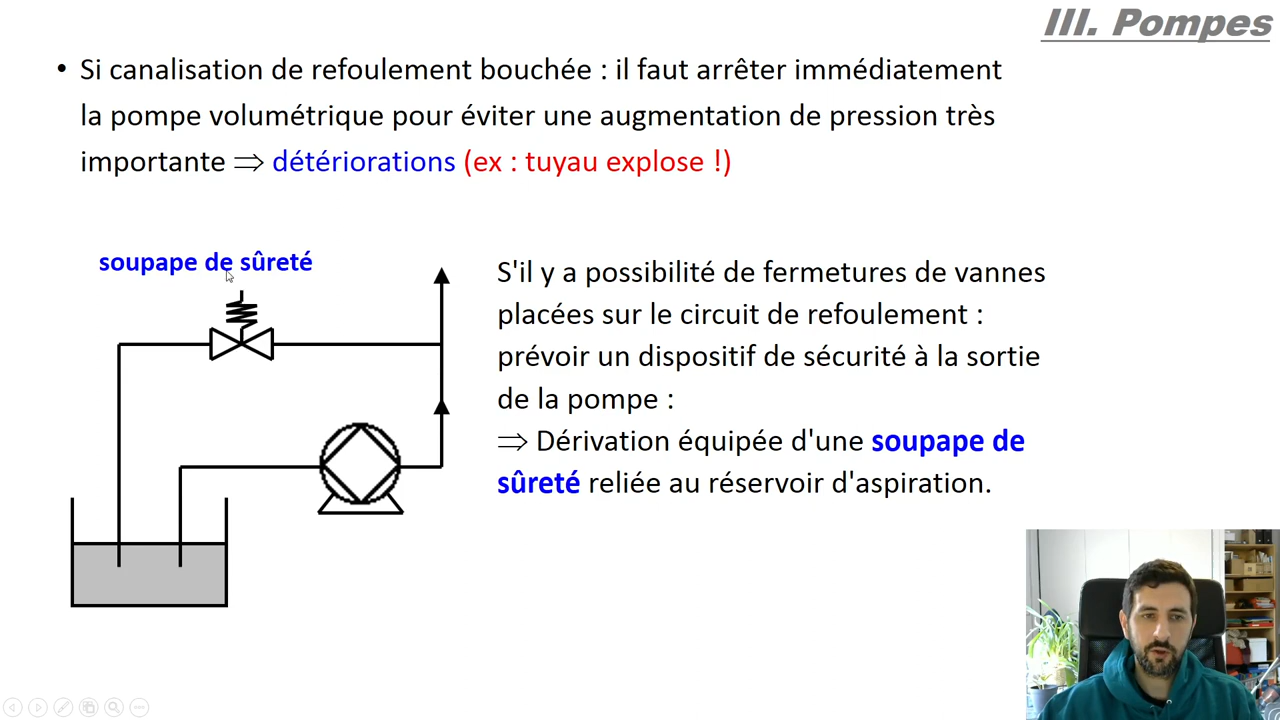 III. Pompes
• Si canalisation de refoulement bouchée : il faut arrêter immédiatement
la pompe volumétrique pour éviter une augmentation de pression très
importante ⇒ détériorations (ex : tuyau explose !)
soupape de sûreté
S'il y a possibilité de fermetures de vannes
placées sur le circuit de refoulement :
prévoir un dispositif de sécurité à la sortie
de la pompe :
⇒ Dérivation équipée d'une soupape de
sûreté reliée au réservoir d'aspiration.